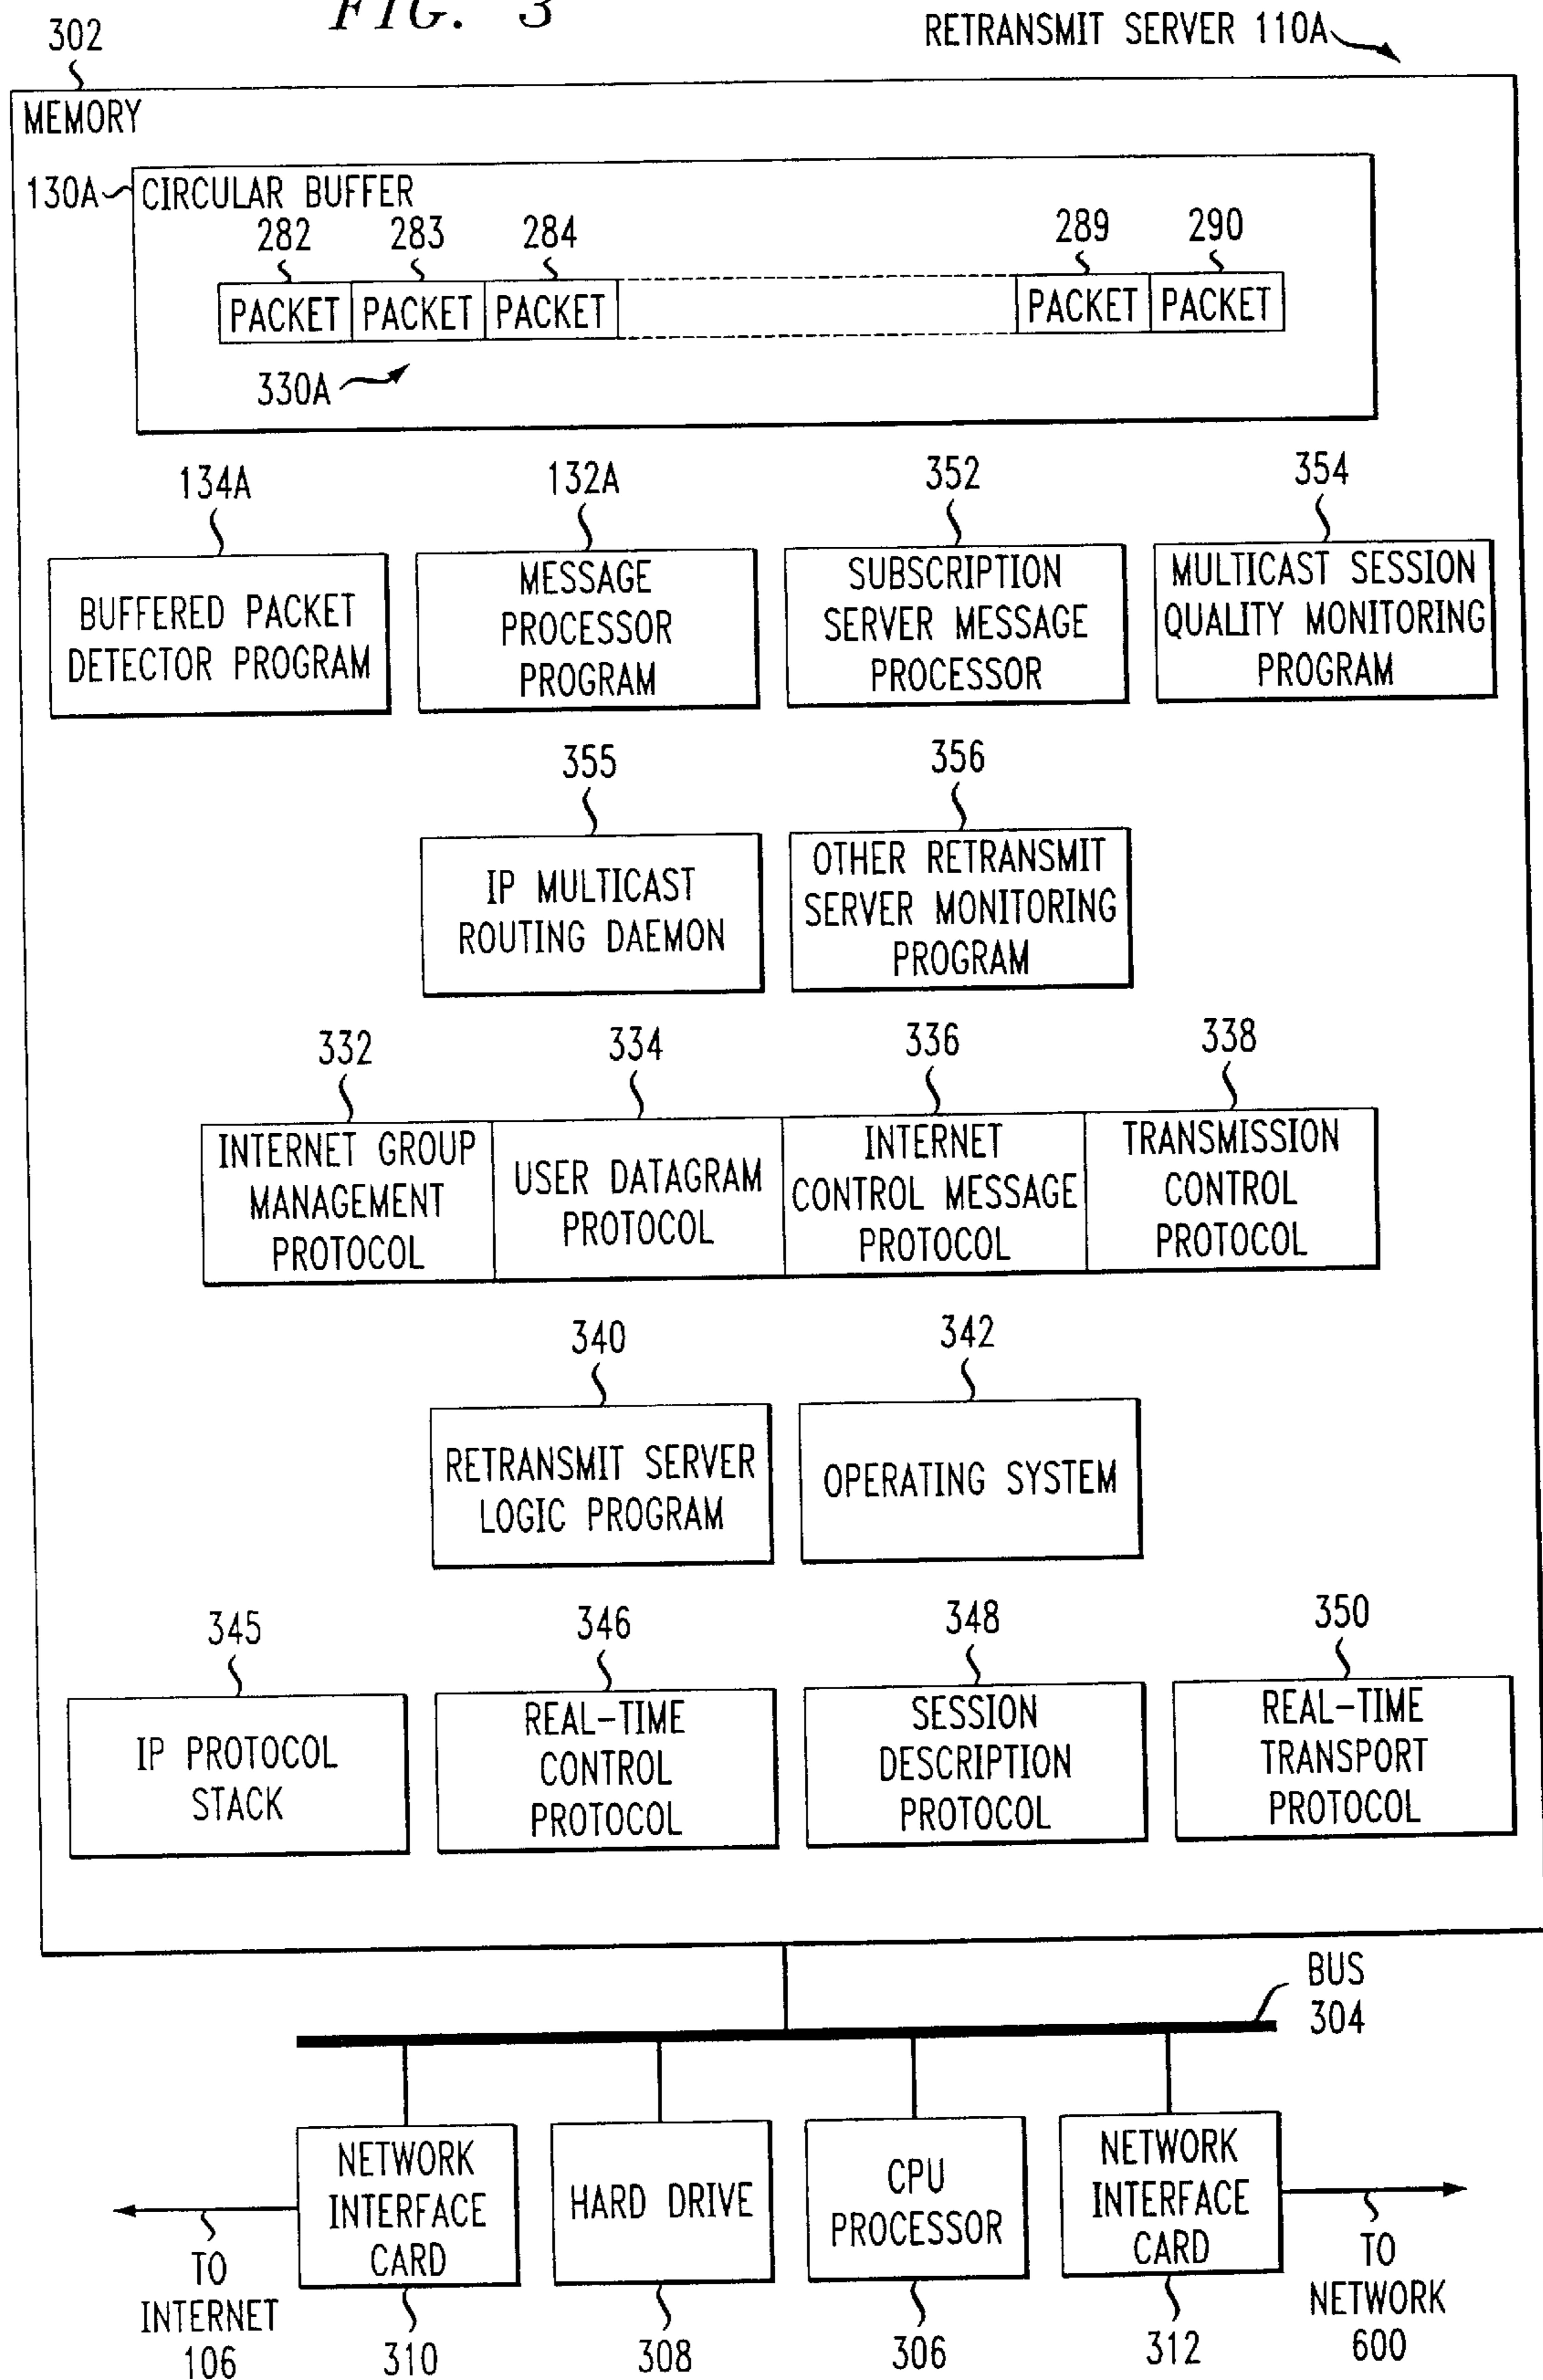 FIG. 3
302
RETRANSMIT SERVER 110A
MEMORY
130A
CIRCULAR BUFFER
282 283 284 289 290
PACKET PACKET PACKET PACKET PACKET
330A
134A 132A 352 354
BUFFERED PACKET
DETECTOR PROGRAM
MESSAGE
PROCESSOR
PROGRAM
SUBSCRIPTION
SERVER MESSAGE
PROCESSOR
MULTICAST SESSION
QUALITY MONITORING
PROGRAM
355 356
IP MULTICAST
ROUTING DAEMON
OTHER RETRANSMIT
SERVER MONITORING
PROGRAM
332 334 336 338
INTERNET GROUP
MANAGEMENT
PROTOCOL
USER DATAGRAM
PROTOCOL
INTERNET
CONTROL MESSAGE
PROTOCOL
TRANSMISSION
CONTROL
PROTOCOL
340 342
RETRANSMIT SERVER
LOGIC PROGRAM
OPERATING SYSTEM
345 346 348 350
IP PROTOCOL
STACK
REAL-TIME
CONTROL
PROTOCOL
SESSION
DESCRIPTION
PROTOCOL
REAL-TIME
TRANSPORT
PROTOCOL
BUS
304
NETWORK
INTERFACE
CARD
HARD DRIVE
CPU
PROCESSOR
NETWORK
INTERFACE
CARD
TO
INTERNET
106
310
308
306
312
TO
NETWORK
600